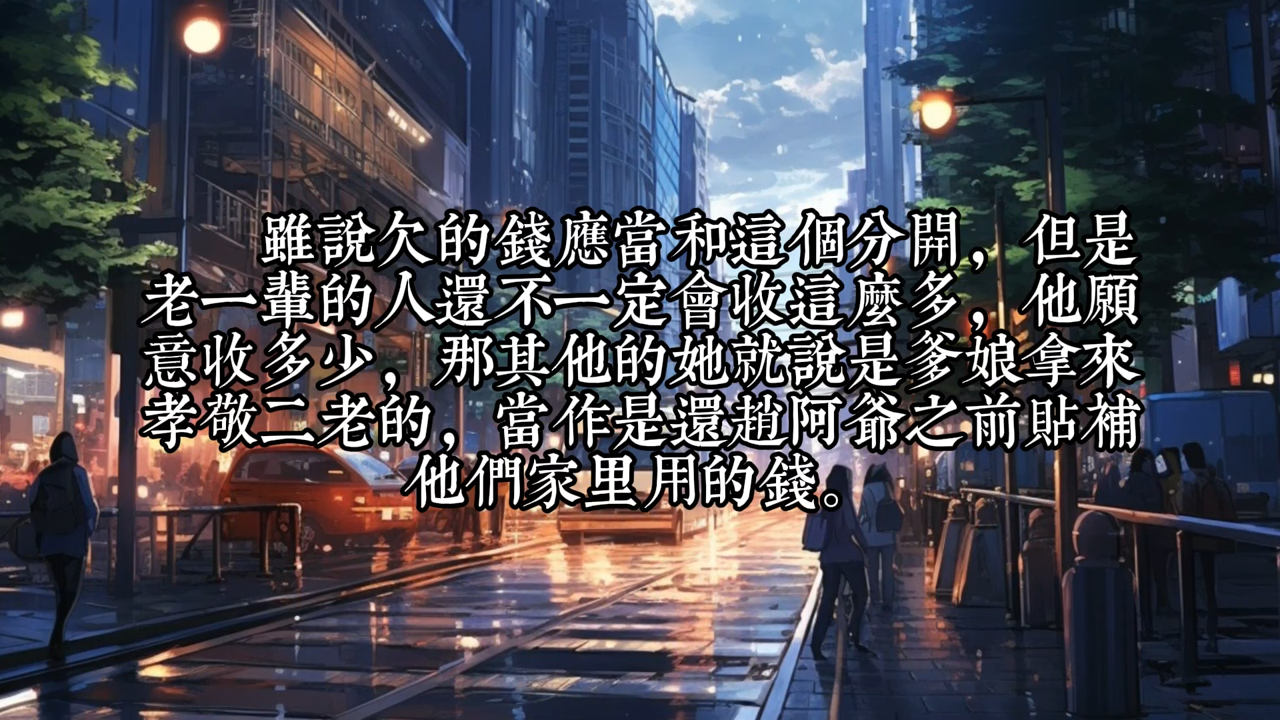 雖說欠的錢應當和這個分開，但是
老一輩的人還不一定會收這麼多，他願
意收多少，那其他的她就說是爹娘拿來
孝敬二老的，當作是還趙阿爺之前貼補
他們家里用的錢。